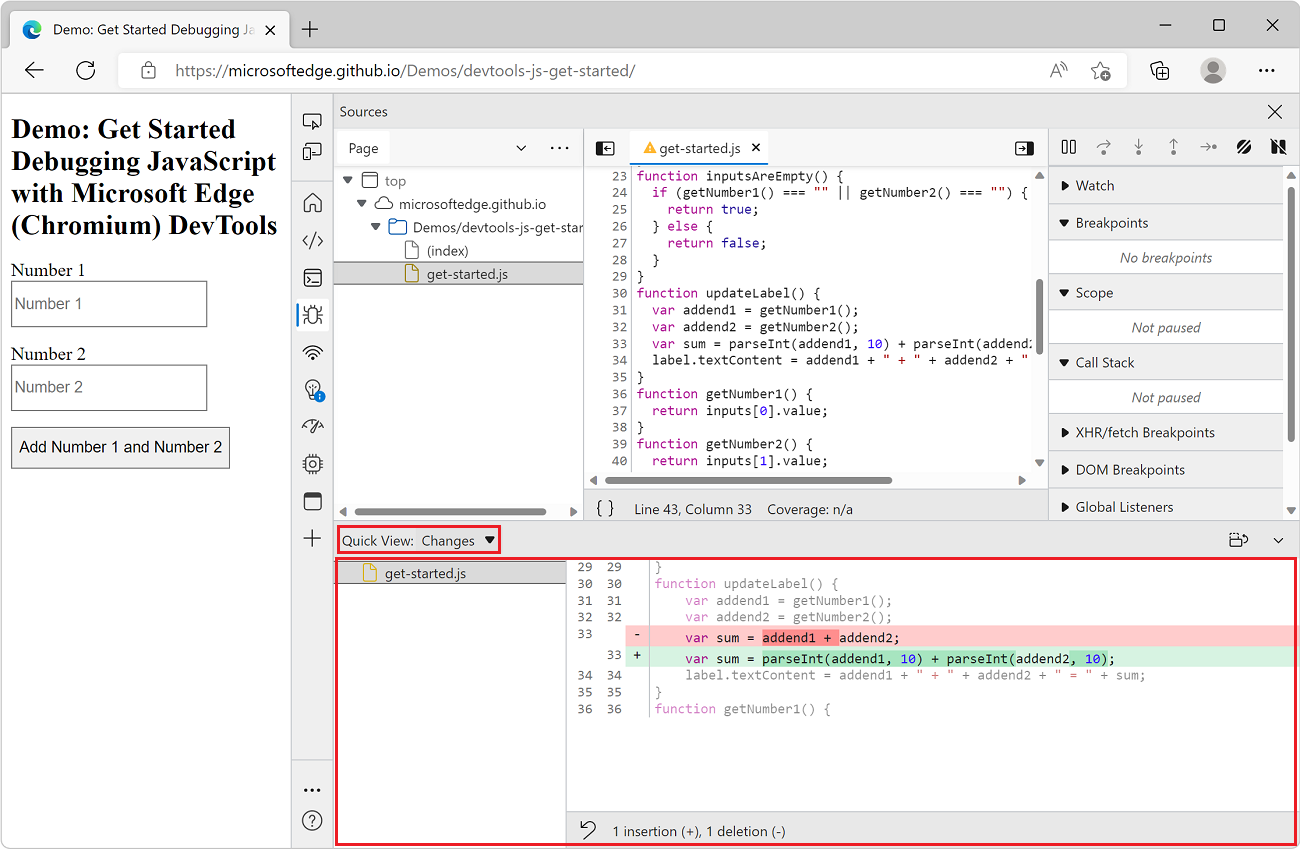 Demo: Get Started Debugging Ja
https://microsoftedge.github.io/Demos/devtools-js-get-started/
Demo: Get Started
Debugging JavaScript
with Microsoft Edge
(Chromium) DevTools
Number 1
Number 1
Number 2
Number 2
Add Number 1 and Number 2
Sources
Page
top
microsoftedge.github.io
Demos/devtools-js-get-star
(index)
get-started.js
get-started.js
23 function inputsAreEmpty() {
24 if (getNumber1() === "" || getNumber2() === "") {
25 return true;
26 } else {
27 return false;
28 }
29 }
30 function updateLabel() {
31 var addend1 = getNumber1();
32 var addend2 = getNumber2();
33 var sum = parseInt(addend1, 10) + parseInt(addend2
34 label.textContent = addend1 + " + " + addend2 + "
35 }
36 function getNumber1() {
37 return inputs[0].value;
38 }
39 function getNumber2() {
40 return inputs[1].value;
{ } Line 43, Column 33 Coverage: n/a
Watch
Breakpoints
No breakpoints
Scope
Not paused
Call Stack
Not paused
XHR/fetch Breakpoints
DOM Breakpoints
Global Listeners
Quick View: Changes
get-started.js
29 29 }
30 30 function updateLabel() {
31 31 var addend1 = getNumber1();
32 32 var addend2 = getNumber2();
33 - var sum = addend1 + addend2;
33 + var sum = parseInt(addend1, 10) + parseInt(addend2, 10);
34 34 label.textContent = addend1 + " + " + addend2 + " = " + sum;
35 35 }
36 36 function getNumber1() {
1 insertion (+), 1 deletion (-)